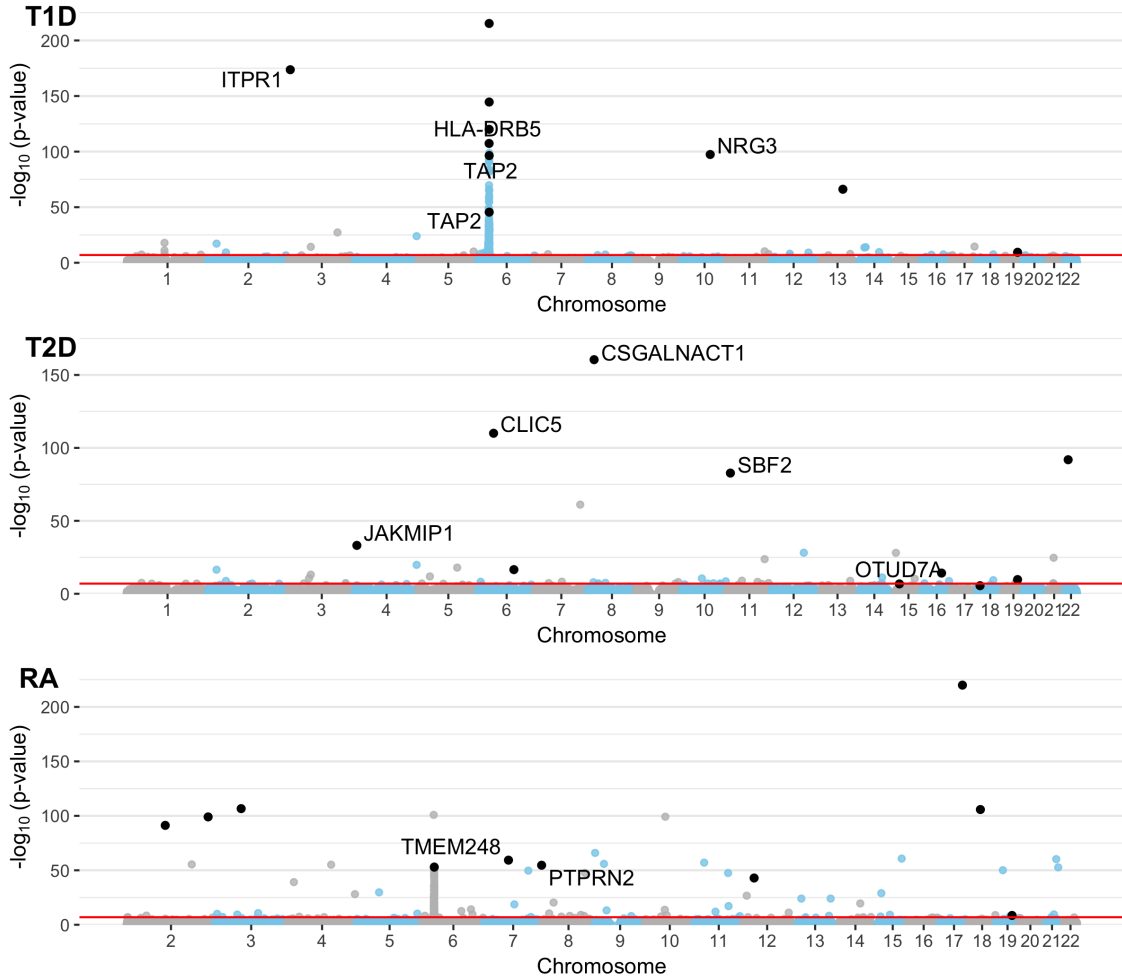 T1D
-log10 (p-value)
200
150
100
50
0
ITPR1
HLA-DRB5
TAP2
TAP2
NRG3
1 2 3 4 5 6 7 8 9 10 11 12 13 14 15 16 17 18 19 20 21 22
Chromosome
T2D
-log10 (p-value)
150
100
50
0
CSGALNACT1
CLIC5
SBF2
JAKMIP1
OTUD7A
1 2 3 4 5 6 7 8 9 10 11 12 13 14 15 16 17 18 19 20 21 22
Chromosome
RA
-log10 (p-value)
200
150
100
50
0
TMEM248
PTPRN2
2 3 4 5 6 7 8 9 10 11 12 13 14 15 16 17 18 19 20 21 22
Chromosome